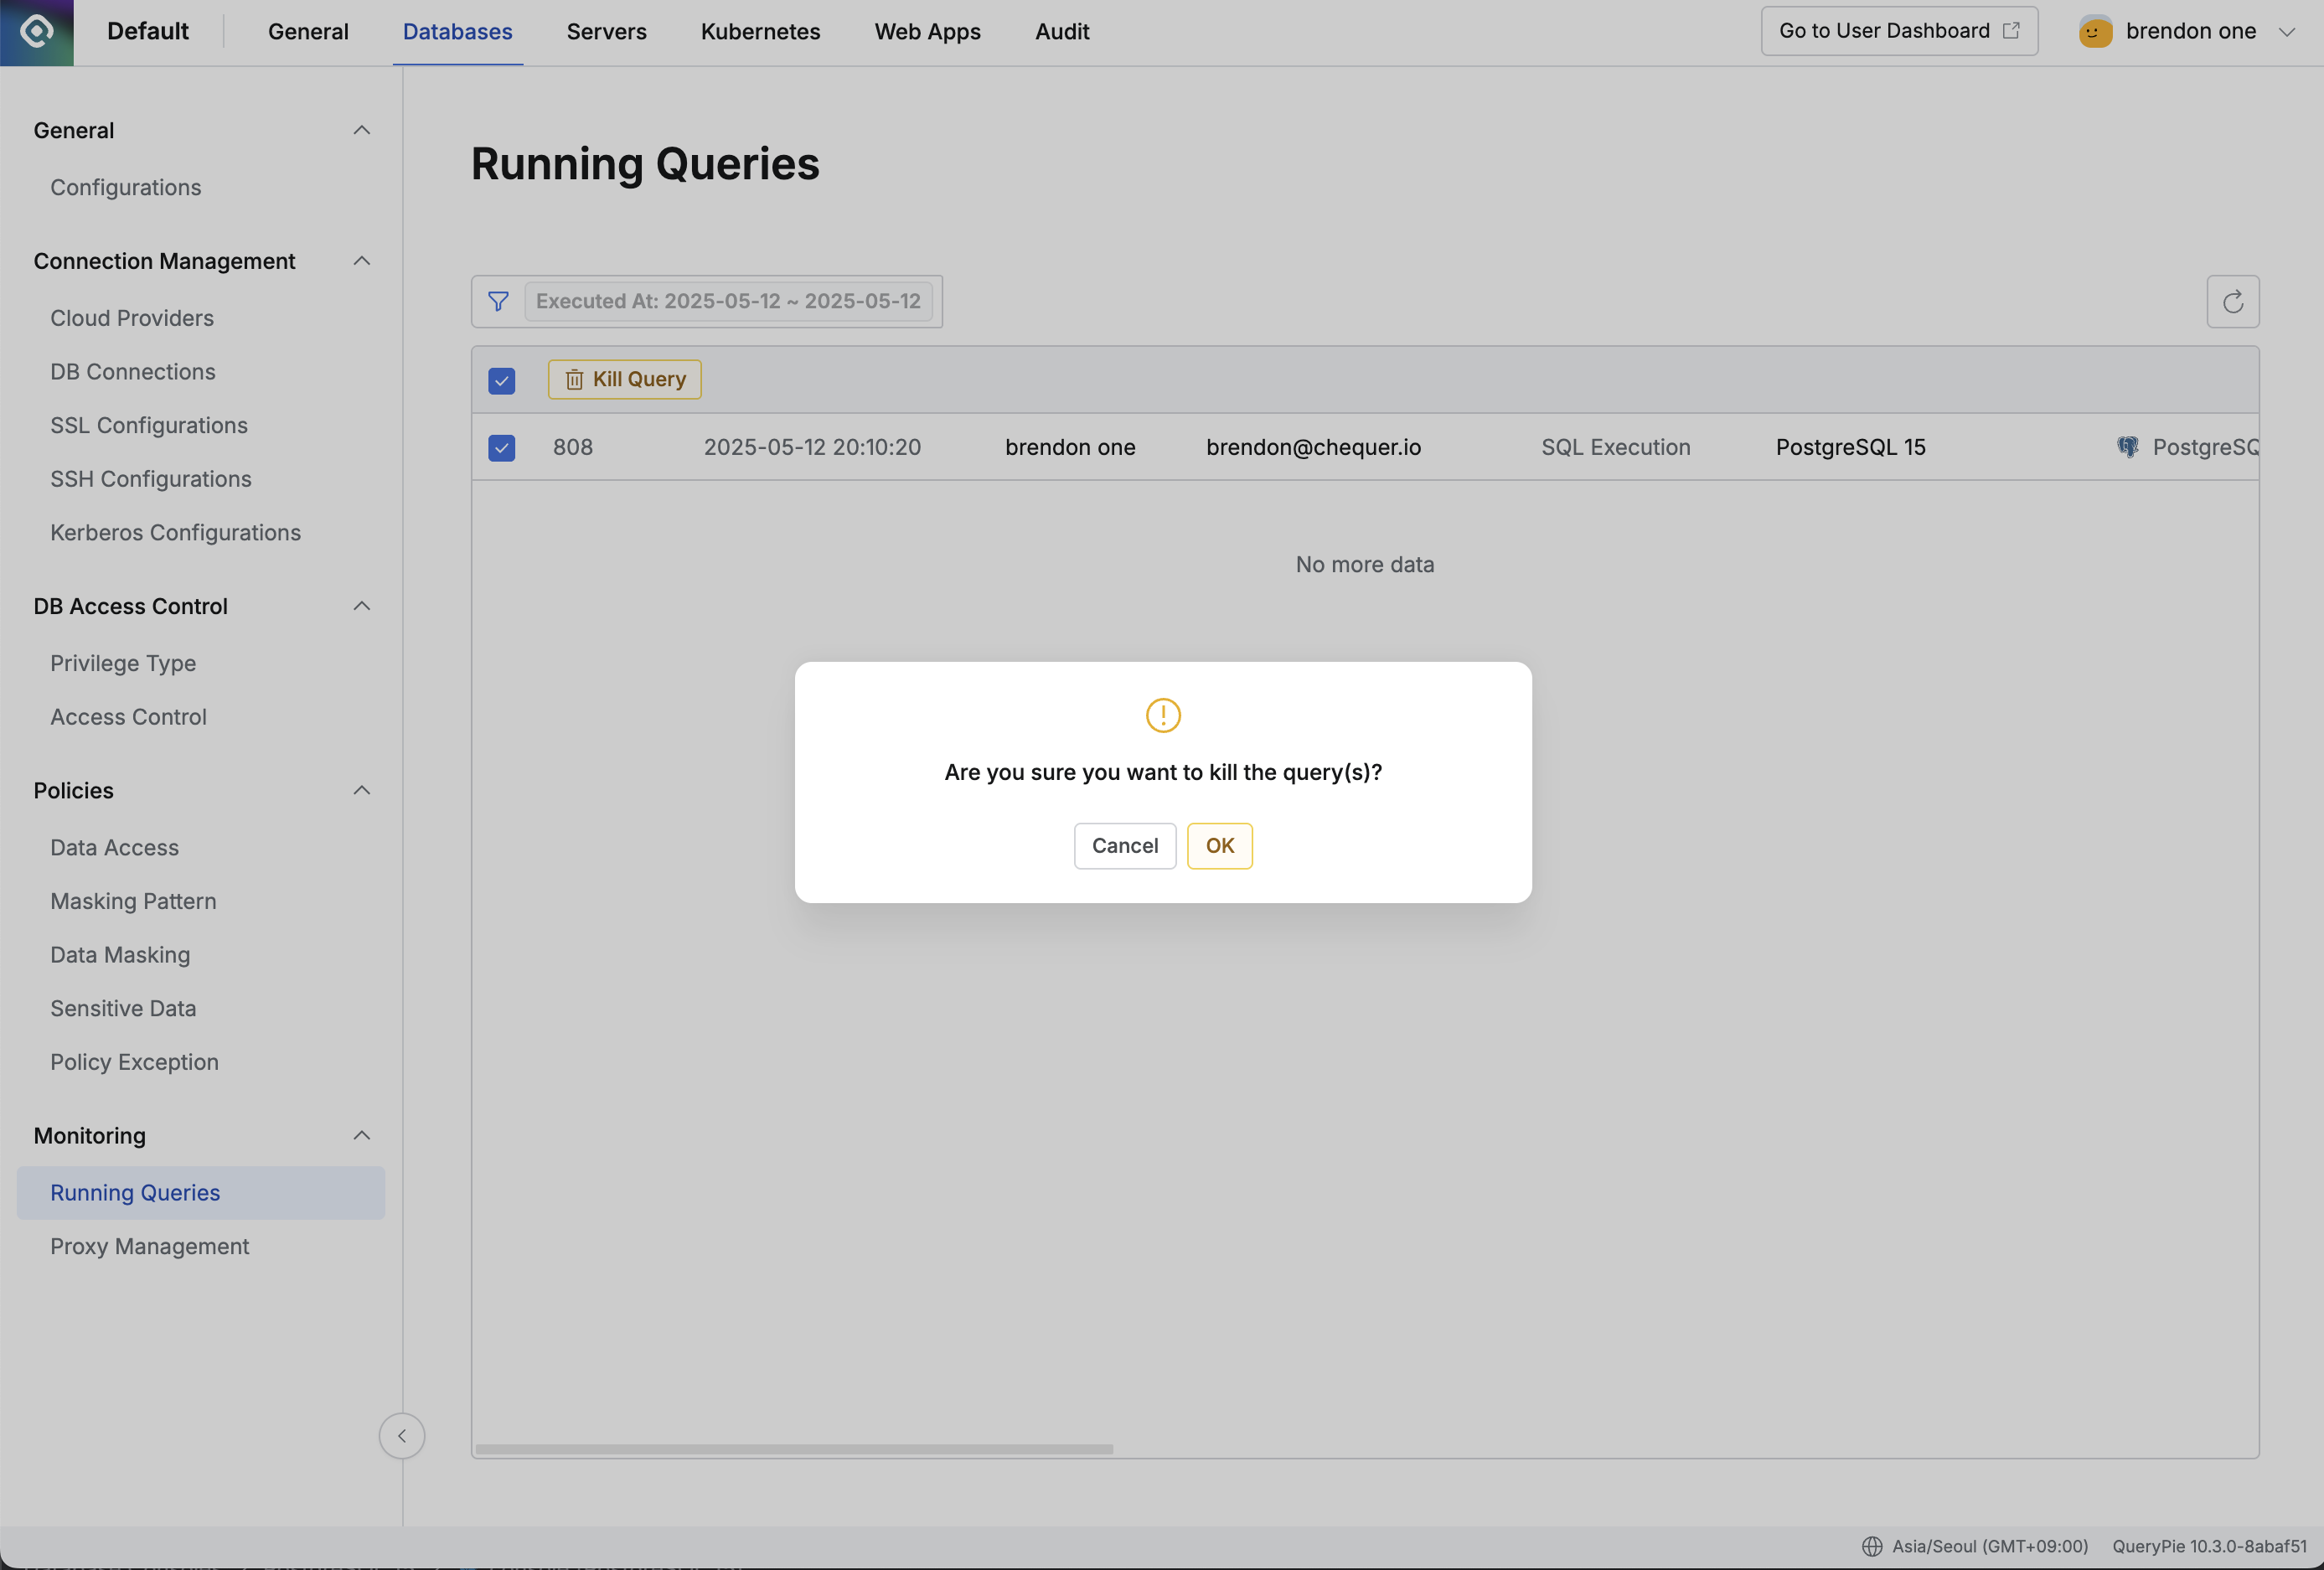 Default
General
Databases
Servers
Kubernetes
Web Apps
Audit
Go to User Dashboard
brendon one
General
Configurations
Connection Management
Cloud Providers
DB Connections
SSL Configurations
SSH Configurations
Kerberos Configurations
DB Access Control
Privilege Type
Access Control
Policies
Data Access
Masking Pattern
Data Masking
Sensitive Data
Policy Exception
Monitoring
Running Queries
Proxy Management
Running Queries
Executed At: 2025-05-12 ~ 2025-05-12
Kill Query
808 2025-05-12 20:10:20 brendon one brendon@chequer.io SQL Execution PostgreSQL 15 PostgreSQ
No more data
Are you sure you want to kill the query(s)?
Cancel
OK
Asia/Seoul (GMT+09:00)
QueryPie 10.3.0-8abaf51